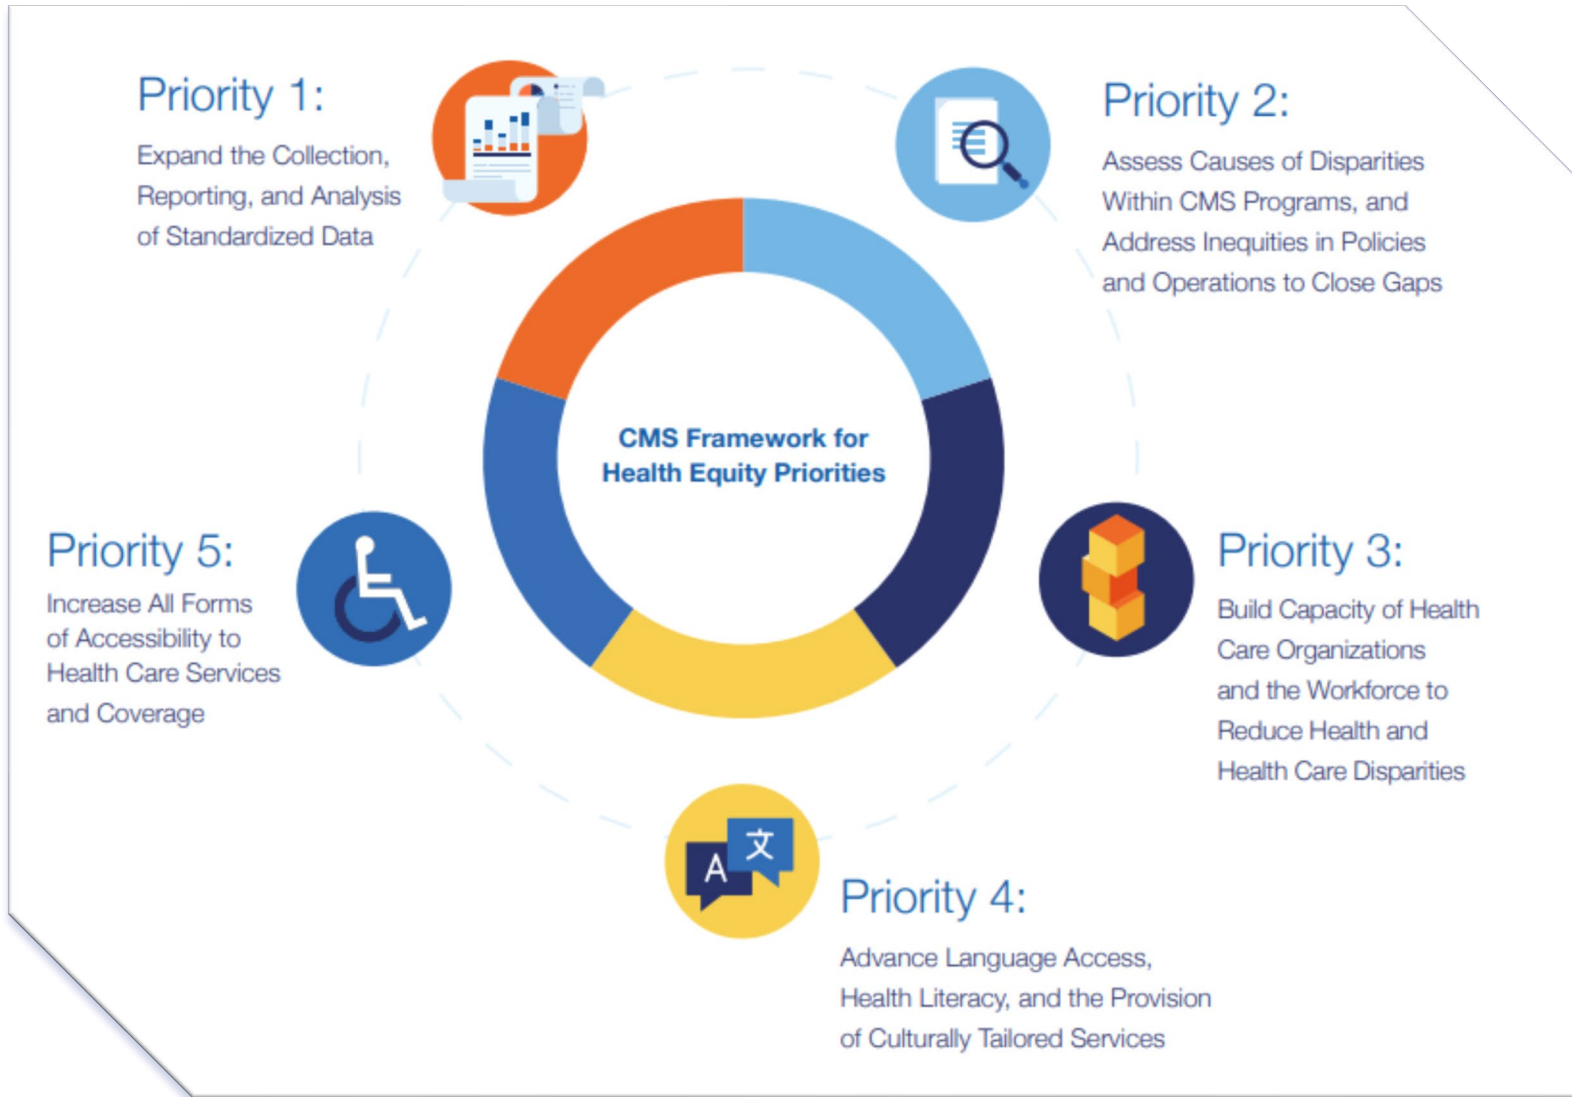 Priority 1:
Expand the Collection,
Reporting, and Analysis
of Standardized Data
Priority 2:
Assess Causes of Disparities
Within CMS Programs, and
Address Inequities in Policies
and Operations to Close Gaps
CMS Framework for
Health Equity Priorities
Priority 3:
Build Capacity of Health
Care Organizations
and the Workforce to
Reduce Health and
Health Care Disparities
Priority 4:
Advance Language Access,
Health Literacy, and the Provision
of Culturally Tailored Services
A
文
Priority 5:
Increase All Forms
of Accessibility to
Health Care Services
and Coverage